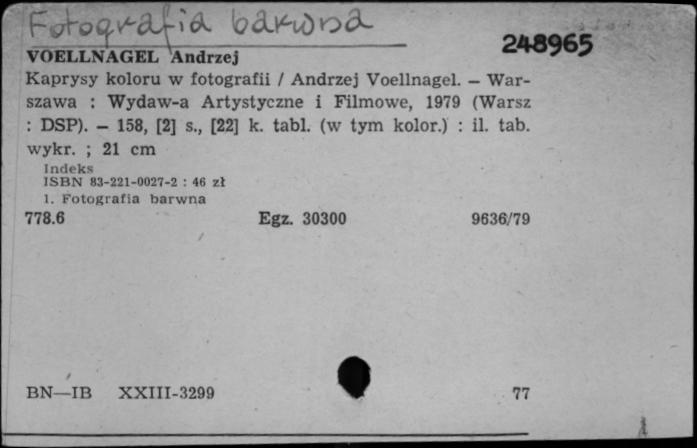 Fotografia barwna
248965
VOELLNAGEL Andrzej
Kaprysy koloru w fotografii / Andrzej Voellnagel. — War-
szawa : Wydaw-a Artystyczne i Filmowe, 1979 (Warsz
: DSP). — 158, [2] s., [22] k. tabl. (w tym kolor.) : il. tab.
wykr. ; 21 cm
Indeks
ISBN 83-221-0027-2 : 46 zł
1. Fotografia barwna
778.6 Egz. 30300 9636/79
BN—IB XXIII-3299 77